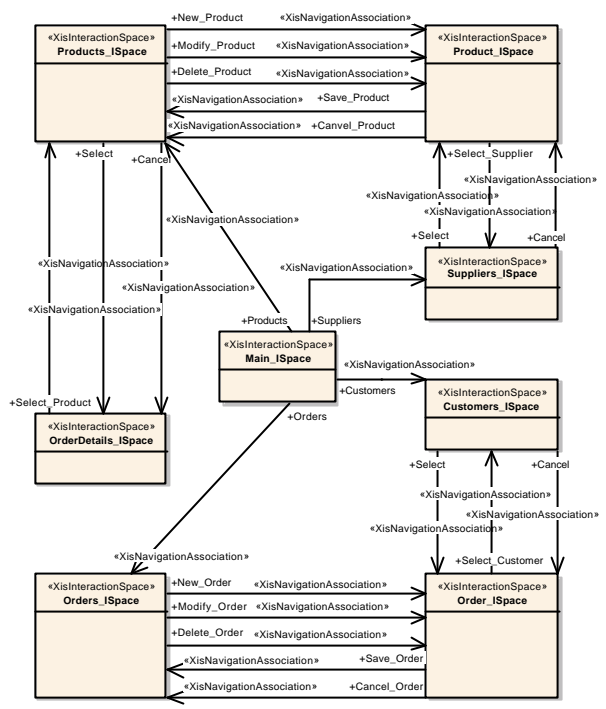 +New_Product «XisNavigationAssociation»
«XisInteractionSpace»
Products_ISpace
«XisInteractionSpace»
Product_ISpace
+Modify_Product «XisNavigationAssociation»
+Delete_Product «XisNavigationAssociation»
«XisNavigationAssociation» +Save_Product
«XisNavigationAssociation» +Canvel_Product
+Select
+Cancel
+Select_Supplier
«XisNavigationAssociation»
«XisNavigationAssociation»
«XisNavigationAssociation»
«XisNavigationAssociation»
+Select
+Cancel
«XisNavigationAssociation»
«XisNavigationAssociation»
«XisInteractionSpace»
Suppliers_ISpace
«XisNavigationAssociation»
«XisNavigationAssociation»
+Products
+Suppliers
«XisInteractionSpace»
Main_ISpace
«XisNavigationAssociation»
+Customers
«XisInteractionSpace»
Customers_ISpace
+Select_Product
+Orders
«XisInteractionSpace»
OrderDetails_ISpace
+Select
+Cancel
«XisNavigationAssociation»
«XisNavigationAssociation»
«XisNavigationAssociation»
«XisNavigationAssociation»
+Select_Customer
«XisInteractionSpace»
Orders_ISpace
+New_Order «XisNavigationAssociation»
«XisInteractionSpace»
Order_ISpace
+Modify_Order «XisNavigationAssociation»
+Delete_Order «XisNavigationAssociation»
«XisNavigationAssociation» +Save_Order
«XisNavigationAssociation» +Cancel_Order